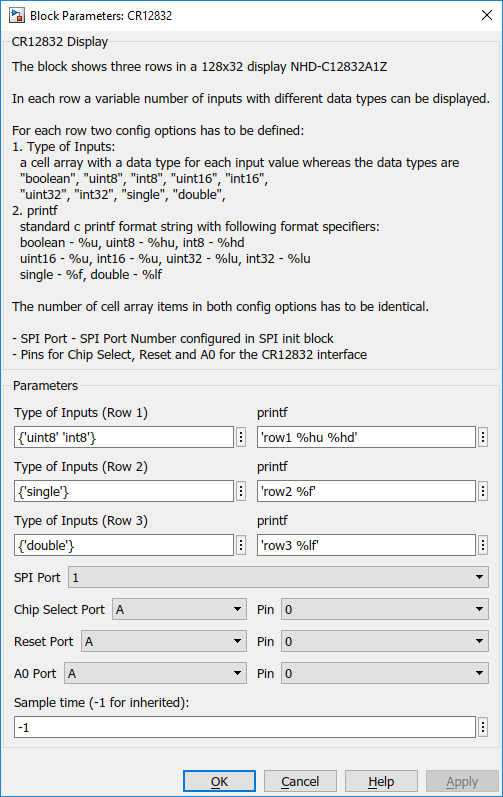 Block Parameters: CR12832
CR12832 Display
The block shows three rows in a 128x32 display NHD-C12832A1Z
In each row a variable number of inputs with different data types can be displayed.
For each row two config options has to be defined:
1. Type of Inputs:
a cell array with a data type for each input value whereas the data types are
"boolean", "uint8", "int8", "uint16", "int16",
"uint32", "int32", "single", "double",
2. printf
standard c printf format string with following format specifiers:
boolean - %u, uint8 - %hu, int8 - %hd
uint16 - %u, int16 - %u, uint32 - %lu, int32 - %lu
single - %f, double - %lf
The number of cell array items in both config options has to be identical.
- SPI Port - SPI Port Number configured in SPI init block
- Pins for Chip Select, Reset and A0 for the CR12832 interface
Parameters
Type of Inputs (Row 1) printf
{'uint8' 'int8'} 'row1 %hu %hd'
Type of Inputs (Row 2) printf
{'single'} 'row2 %f'
Type of Inputs (Row 3) printf
{'double'} 'row3 %lf'
SPI Port 1
Chip Select Port A Pin 0
Reset Port A Pin 0
A0 Port A Pin 0
Sample time (-1 for inherited):
-1
OK Cancel Help Apply